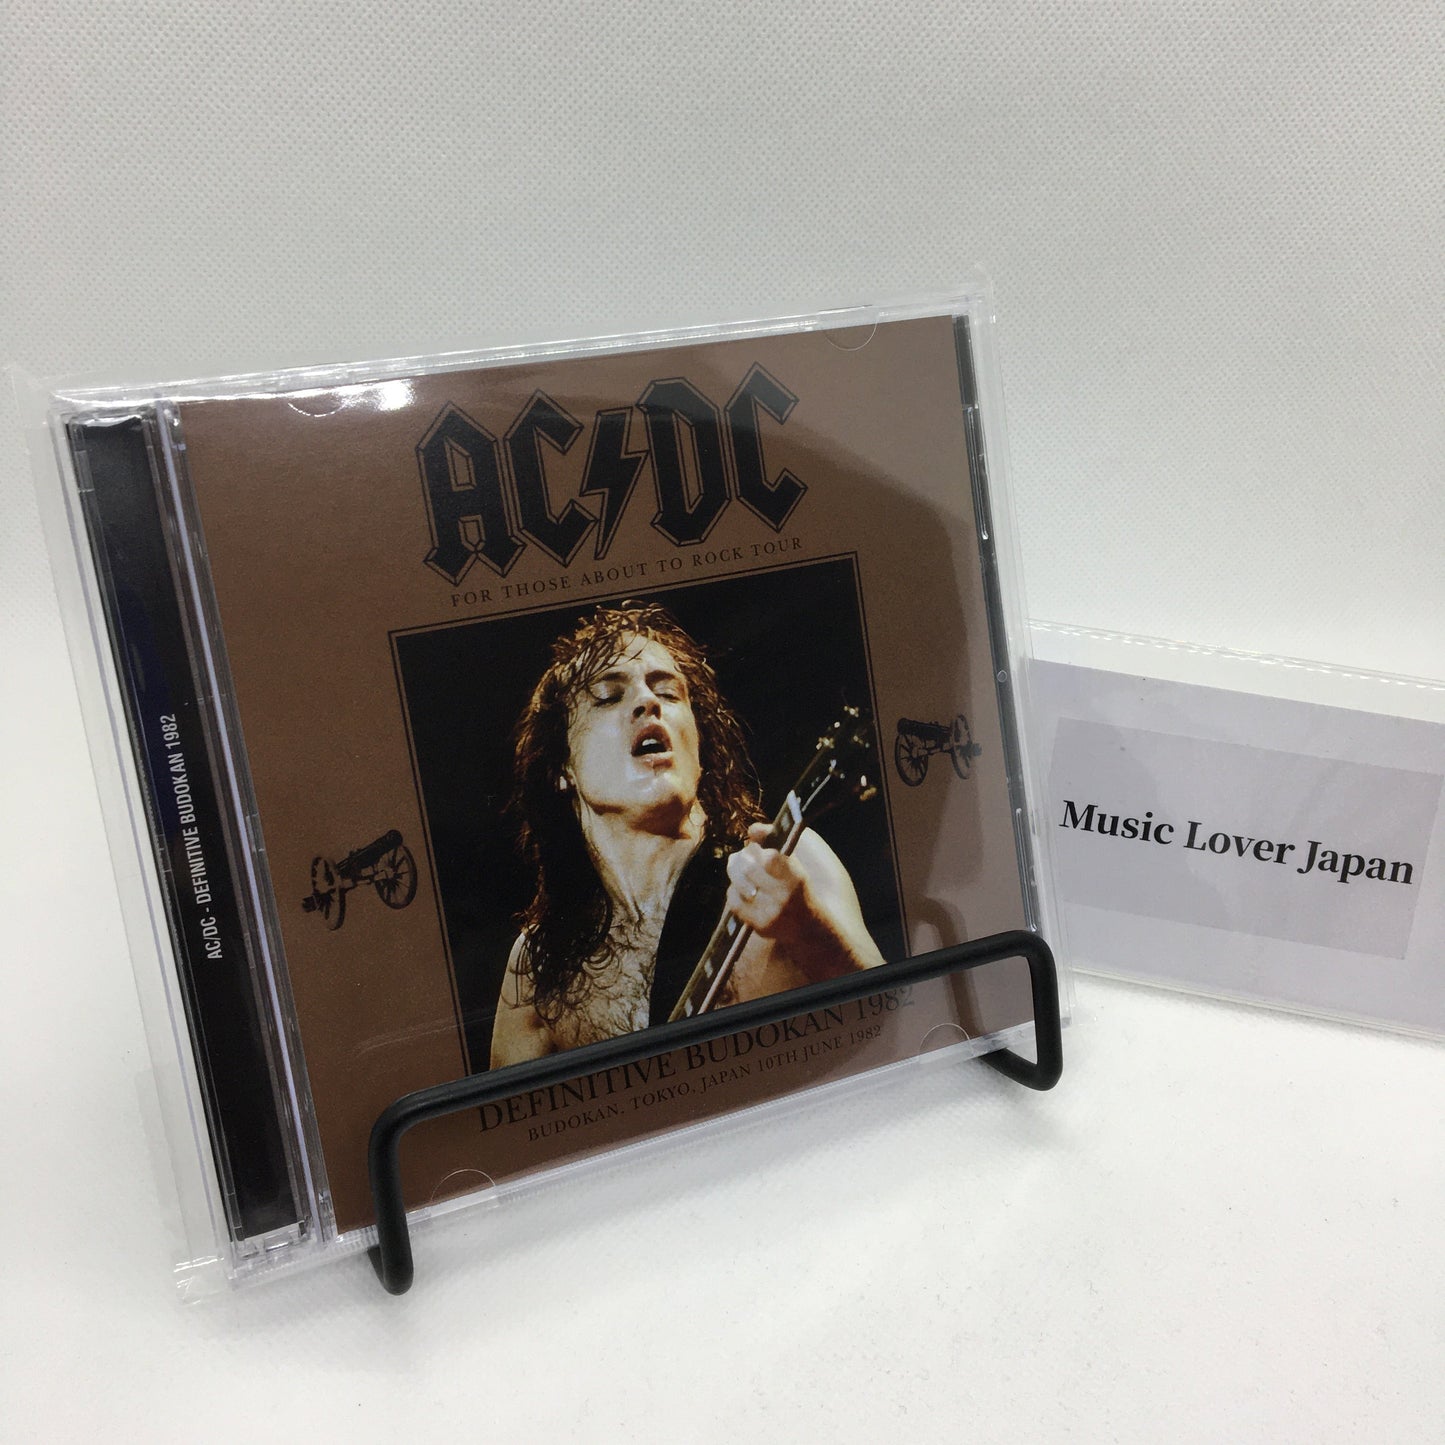 AC/DC
FOR THOSE ABOUT TO ROCK TOUR
DEFINITIVE BUDOKAN 1982
BUDOKAN, TOKYO, JAPAN 10TH JUNE 1982
AC/DC - DEFINITIVE BUDOKAN 1982
Music Lover Japan